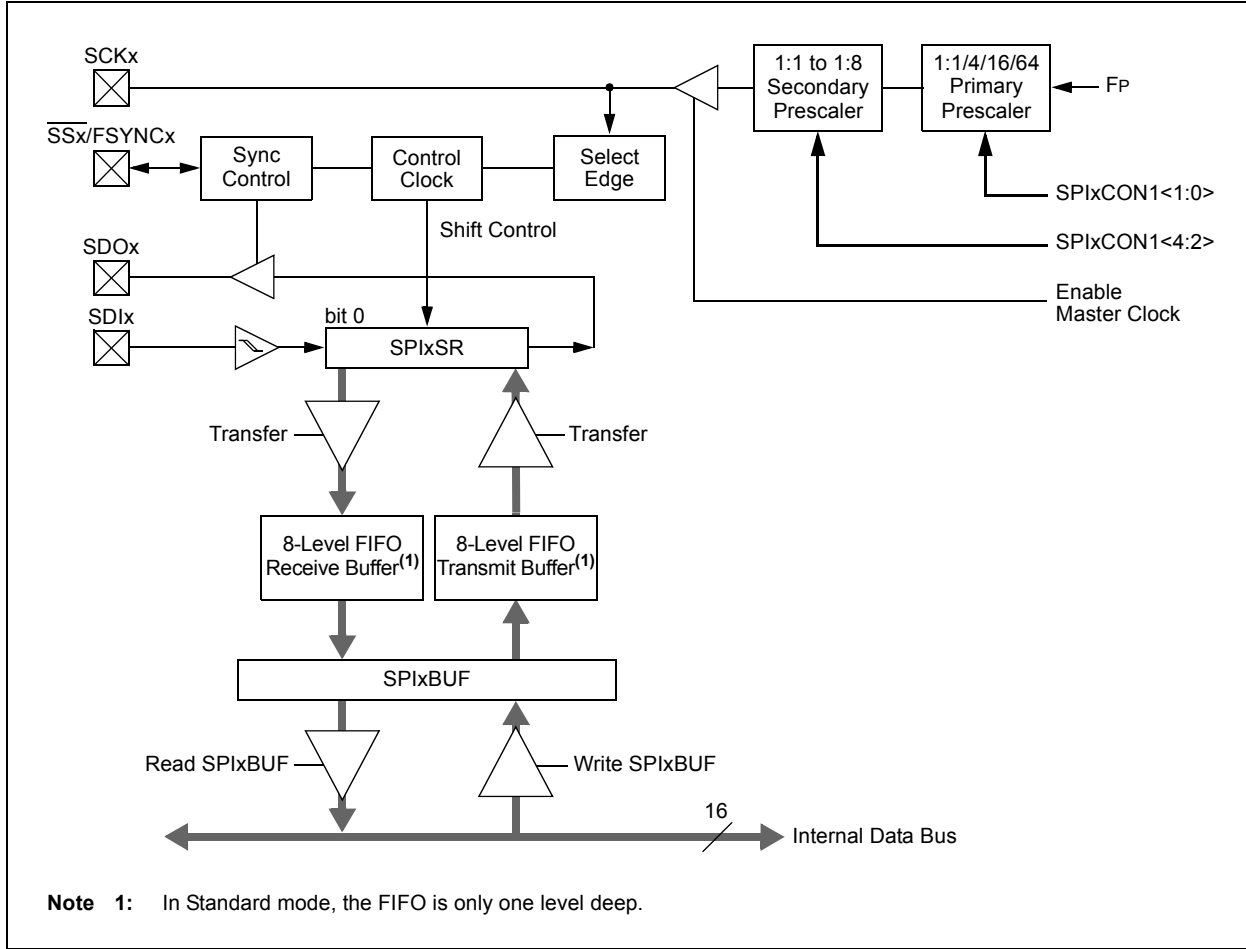 SCKx
1:1 to 1:8
Secondary
Prescaler
1:1/4/16/64
Primary
Prescaler
FP
SSx/FSYNCx
Sync
Control
Control
Clock
Select
Edge
SPIxCON1<1:0>
Shift Control
SDOx
SPIxCON1<4:2>
Enable
Master Clock
SDIx
bit 0
SPIxSR
Transfer
Transfer
8-Level FIFO
Receive Buffer(1)
8-Level FIFO
Transmit Buffer(1)
SPIxBUF
Read SPIxBUF
Write SPIxBUF
16
Internal Data Bus
Note 1: In Standard mode, the FIFO is only one level deep.